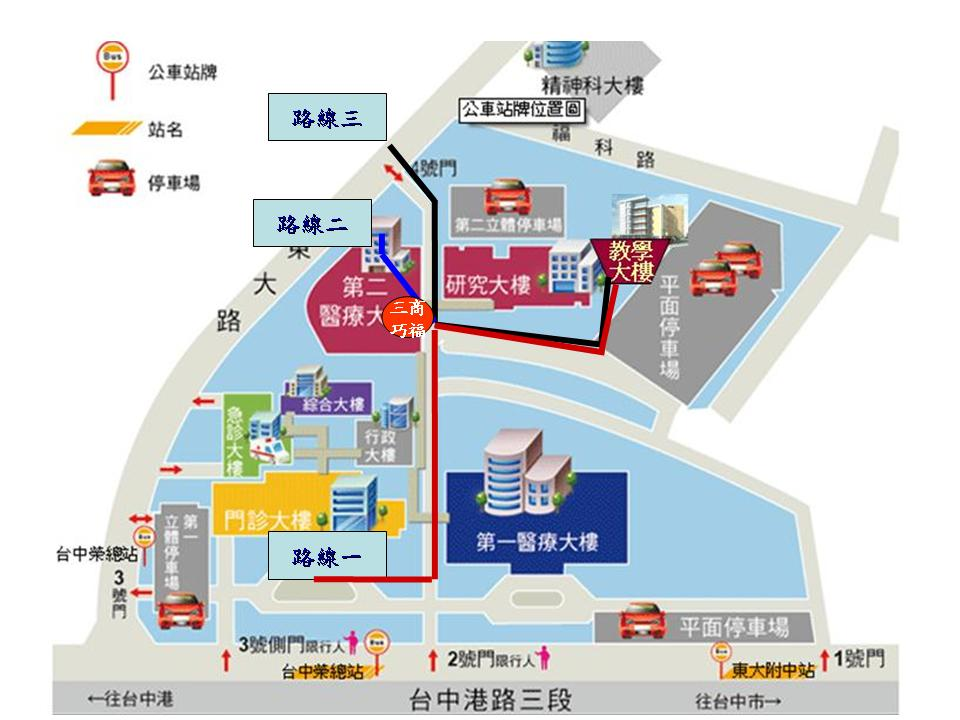 Bus
公車站牌
站名
停車場
路線三
精神科大樓
公車站牌位置圖
福科路
4號門
路線二
第二立體停車場
東大路
教學
大樓
第二
醫療大
研究大樓
平面停車場
三商
巧福
綜合大樓
急診大樓
行政
大樓
門診大樓
第一醫療大樓
第一
立體停車場
Bus
台中榮總站
3號門
路線一
平面停車場
3號側門限行人
Bus
台中榮總站
2號門限行人
Bus
東大附中站
1號門
←往台中港
台中港路三段
往台中市→